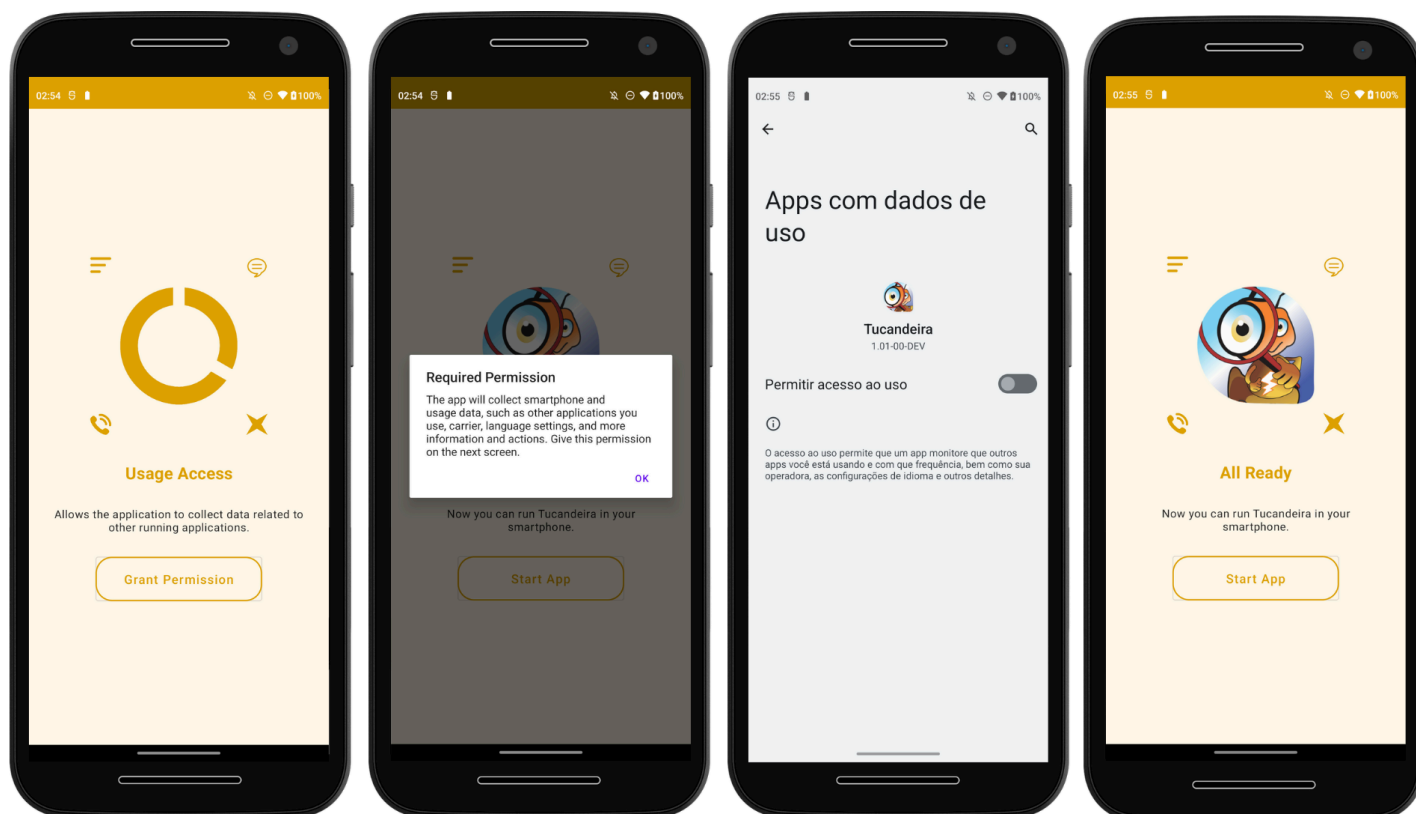 02:54
100%
Usage Access
Allows the application to collect data related to
other running applications.
Grant Permission
02:54
100%
Required Permission
The app will collect smartphone and
usage data, such as other applications you
use, carrier, language settings, and more
information and actions. Give this permission
on the next screen.
OK
Now you can run Tucandeira in your
smartphone.
Start App
02:55
100%
Apps com dados de
uso
Tucandeira
1.01-00-DEV
Permitir acesso ao uso
O acesso ao uso permite que um app monitore que outros
apps você está usando e com que frequência, bem como sua
operadora, as configurações de idioma e outros detalhes.
02:55
100%
All Ready
Now you can run Tucandeira in your
smartphone.
Start App